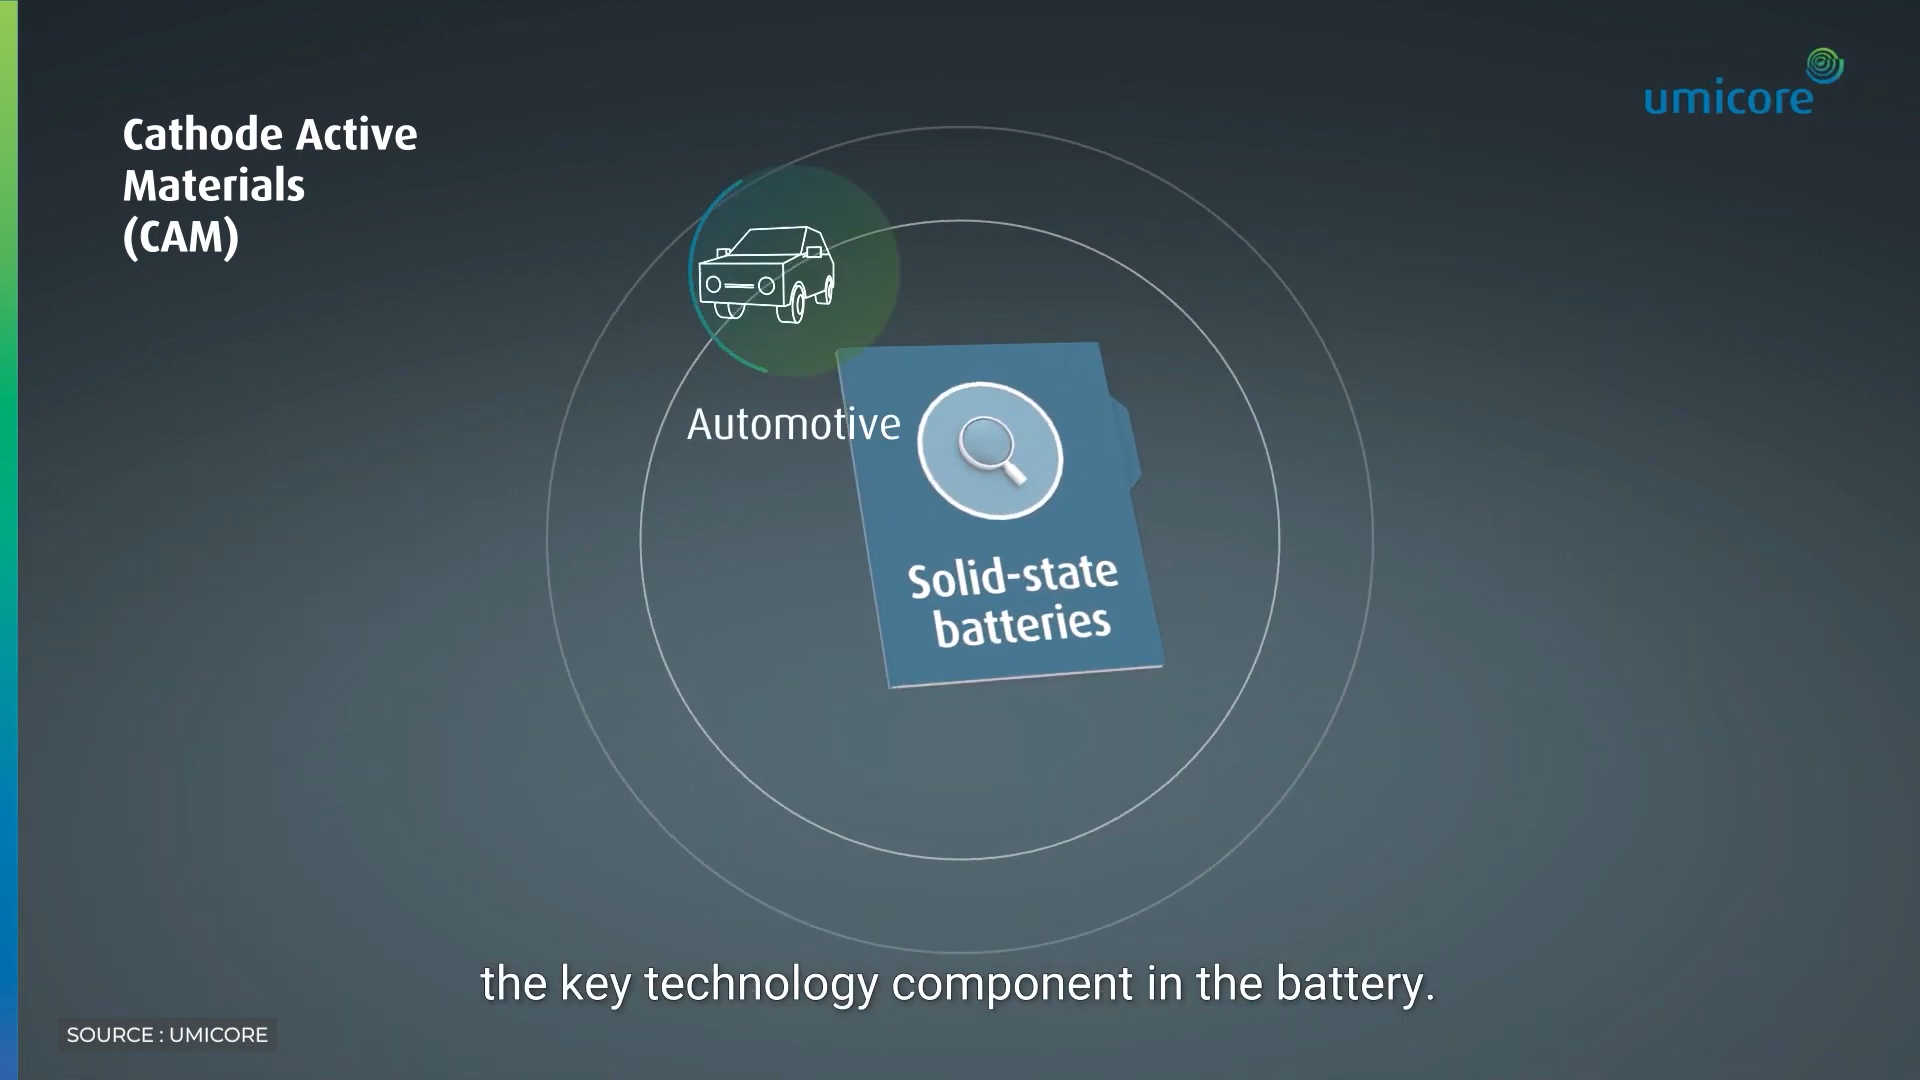 umicore
Cathode Active
Materials
(CAM)
Automotive
Solid-state
batteries
the key technology component in the battery.
SOURCE : UMICORE